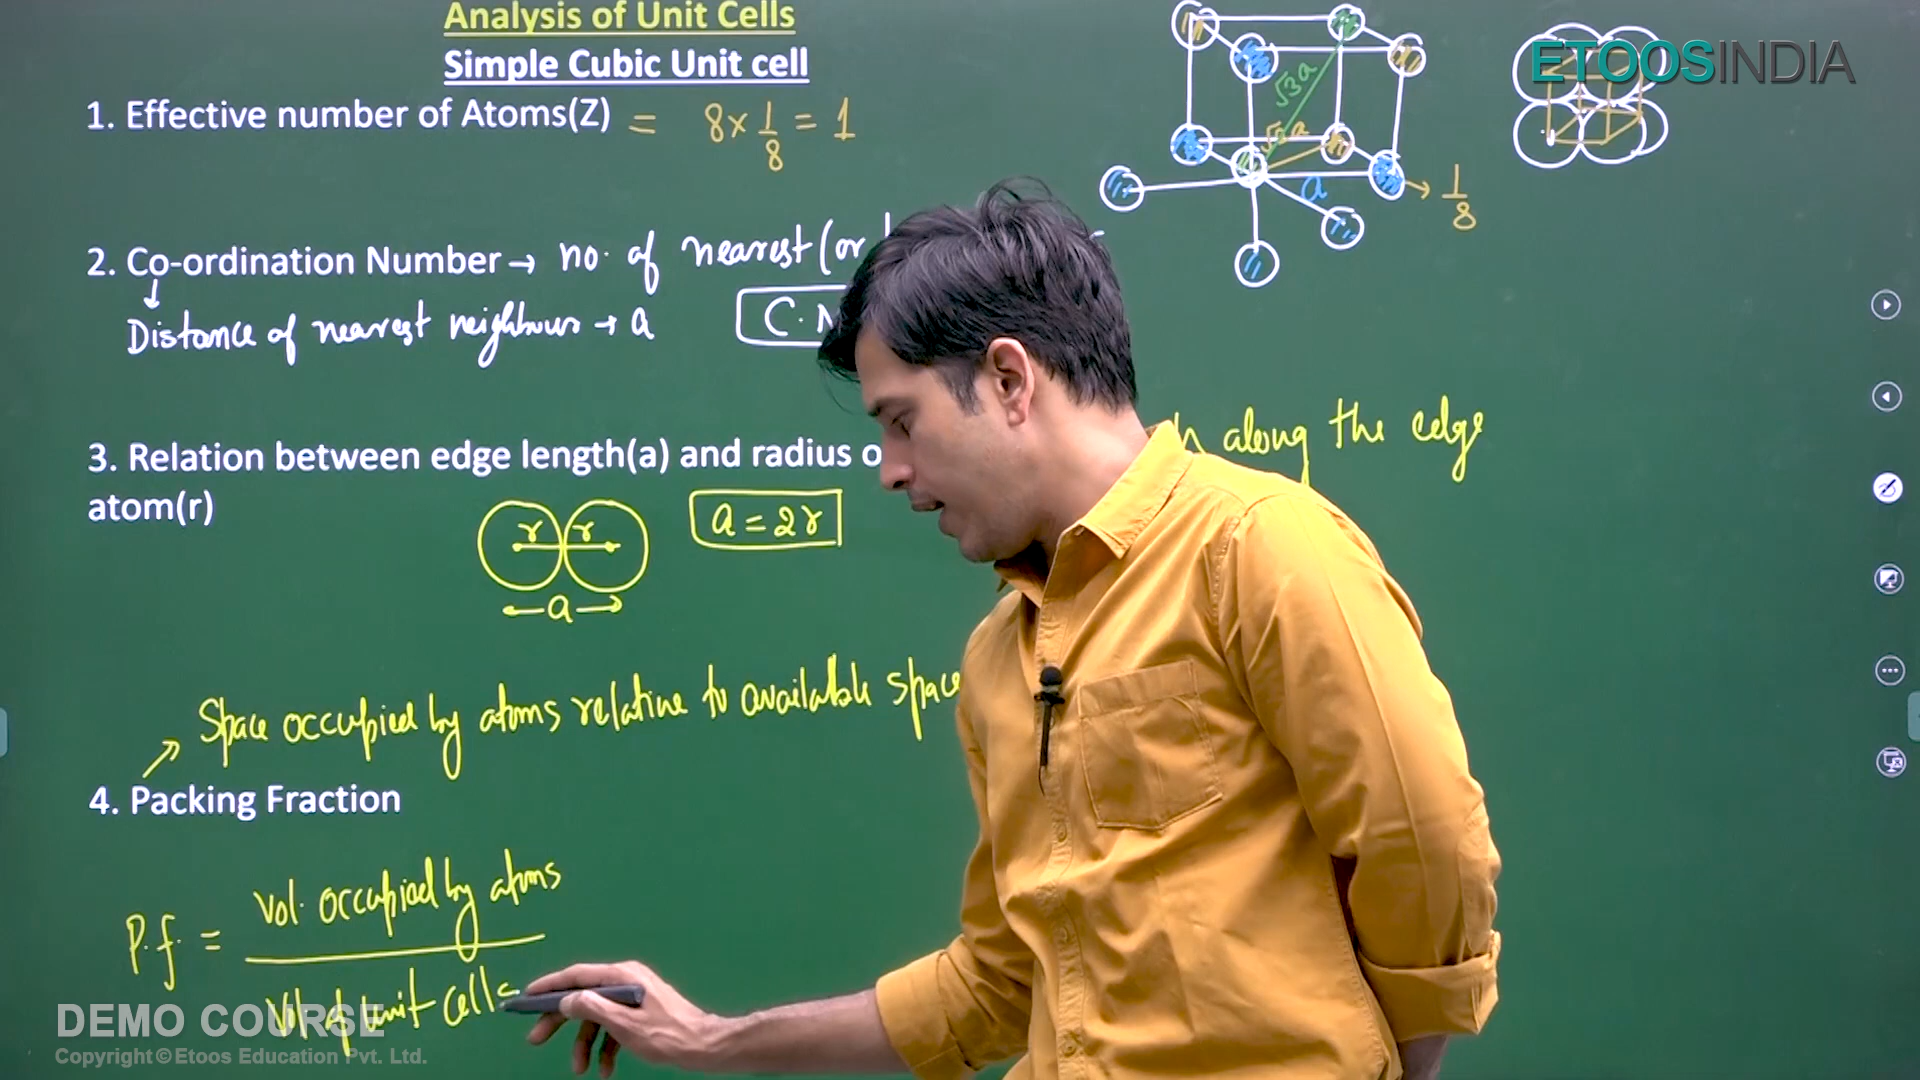 Analysis of Unit Cells
Simple Cubic Unit cell
ETOOSINDIA
1. Effective number of Atoms(Z) = 8 × 1/8 = 1
√3a
√2a
a
→ 1/8
2. Co-ordination Number → no. of nearest (or
Distance of nearest neighbours → a
C.N
3. Relation between edge length(a) and radius o
along the edge
atom(r)
r r
a = 2r
← a →
Space occupied by atoms relative to available space
4. Packing Fraction
P.f. = Vol. occupied by atoms
Vol of unit cells
DEMO COURSE
Copyright © Etoos Education Pvt. Ltd.